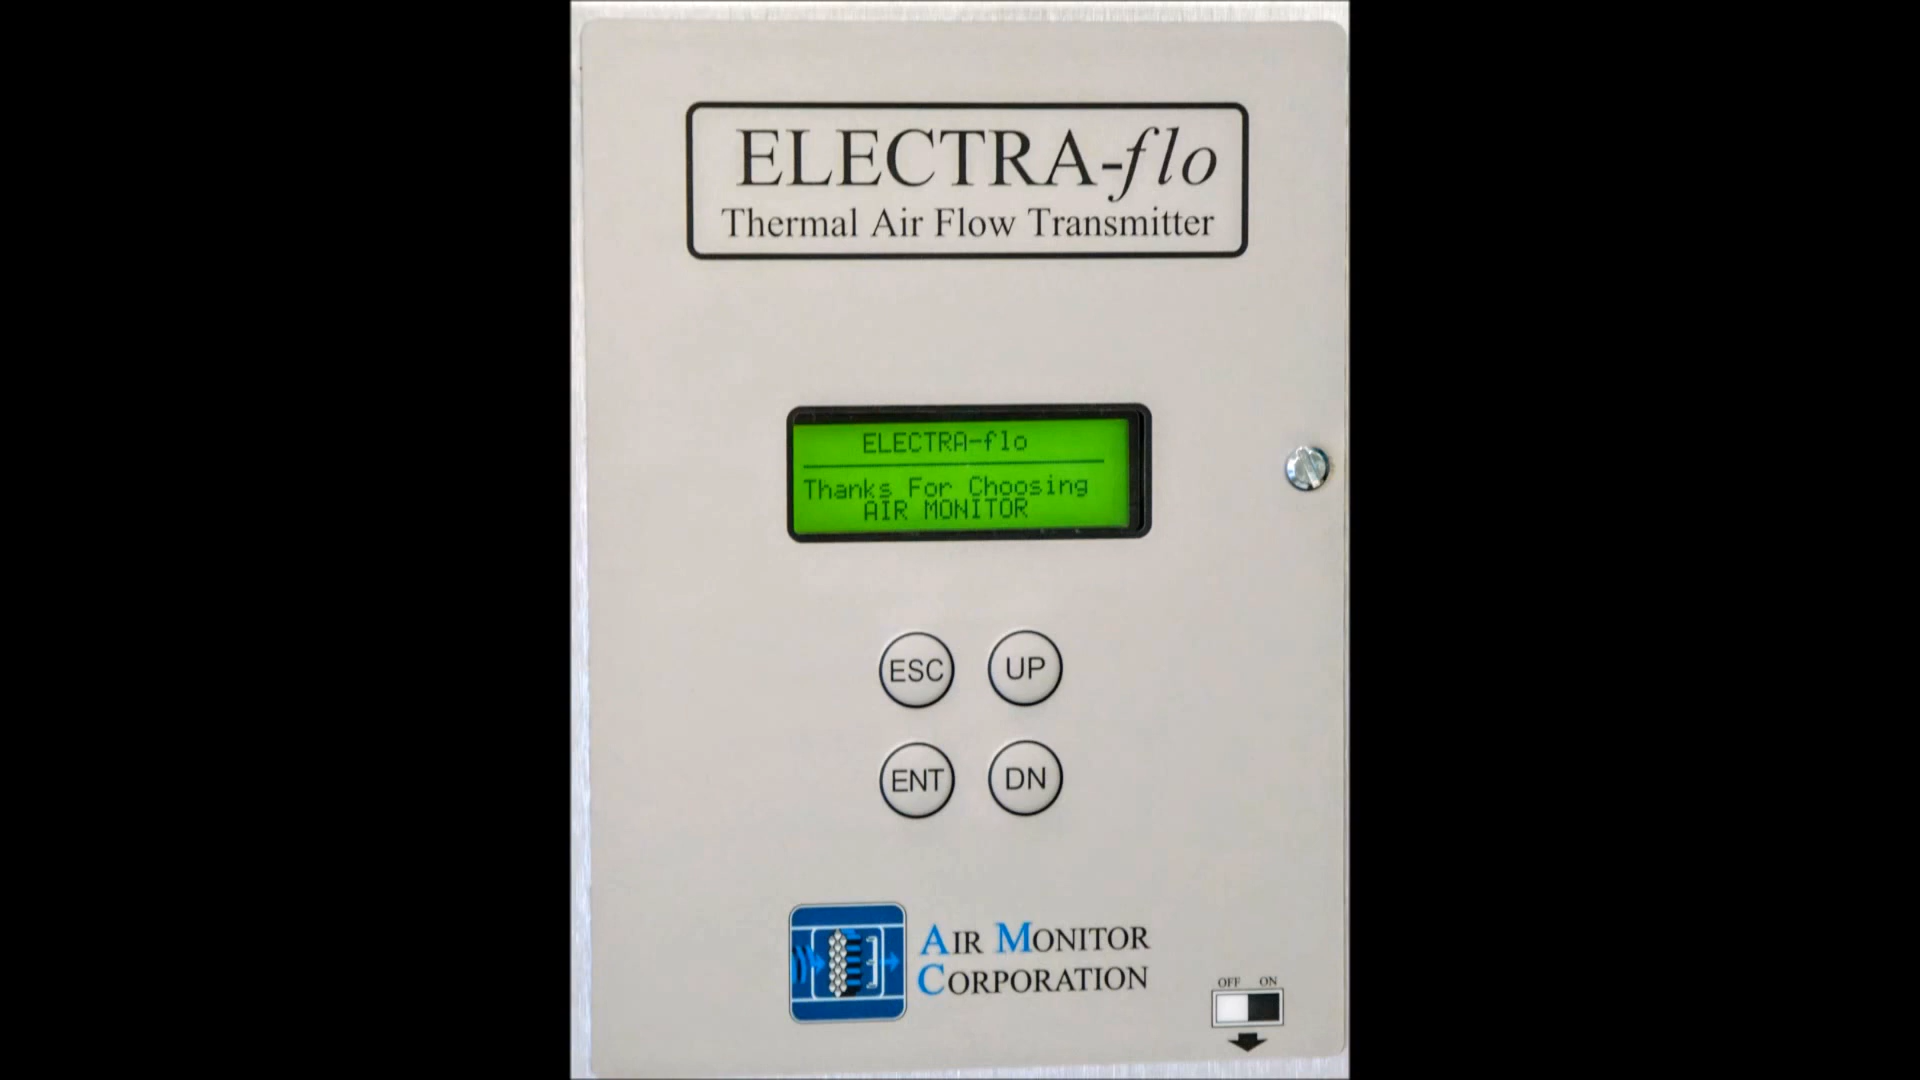 ELECTRA-flo
Thermal Air Flow Transmitter
ELECTRA-flo
Thanks For Choosing
AIR MONITOR
ESC UP
ENT DN
AIR MONITOR
CORPORATION
OFF ON